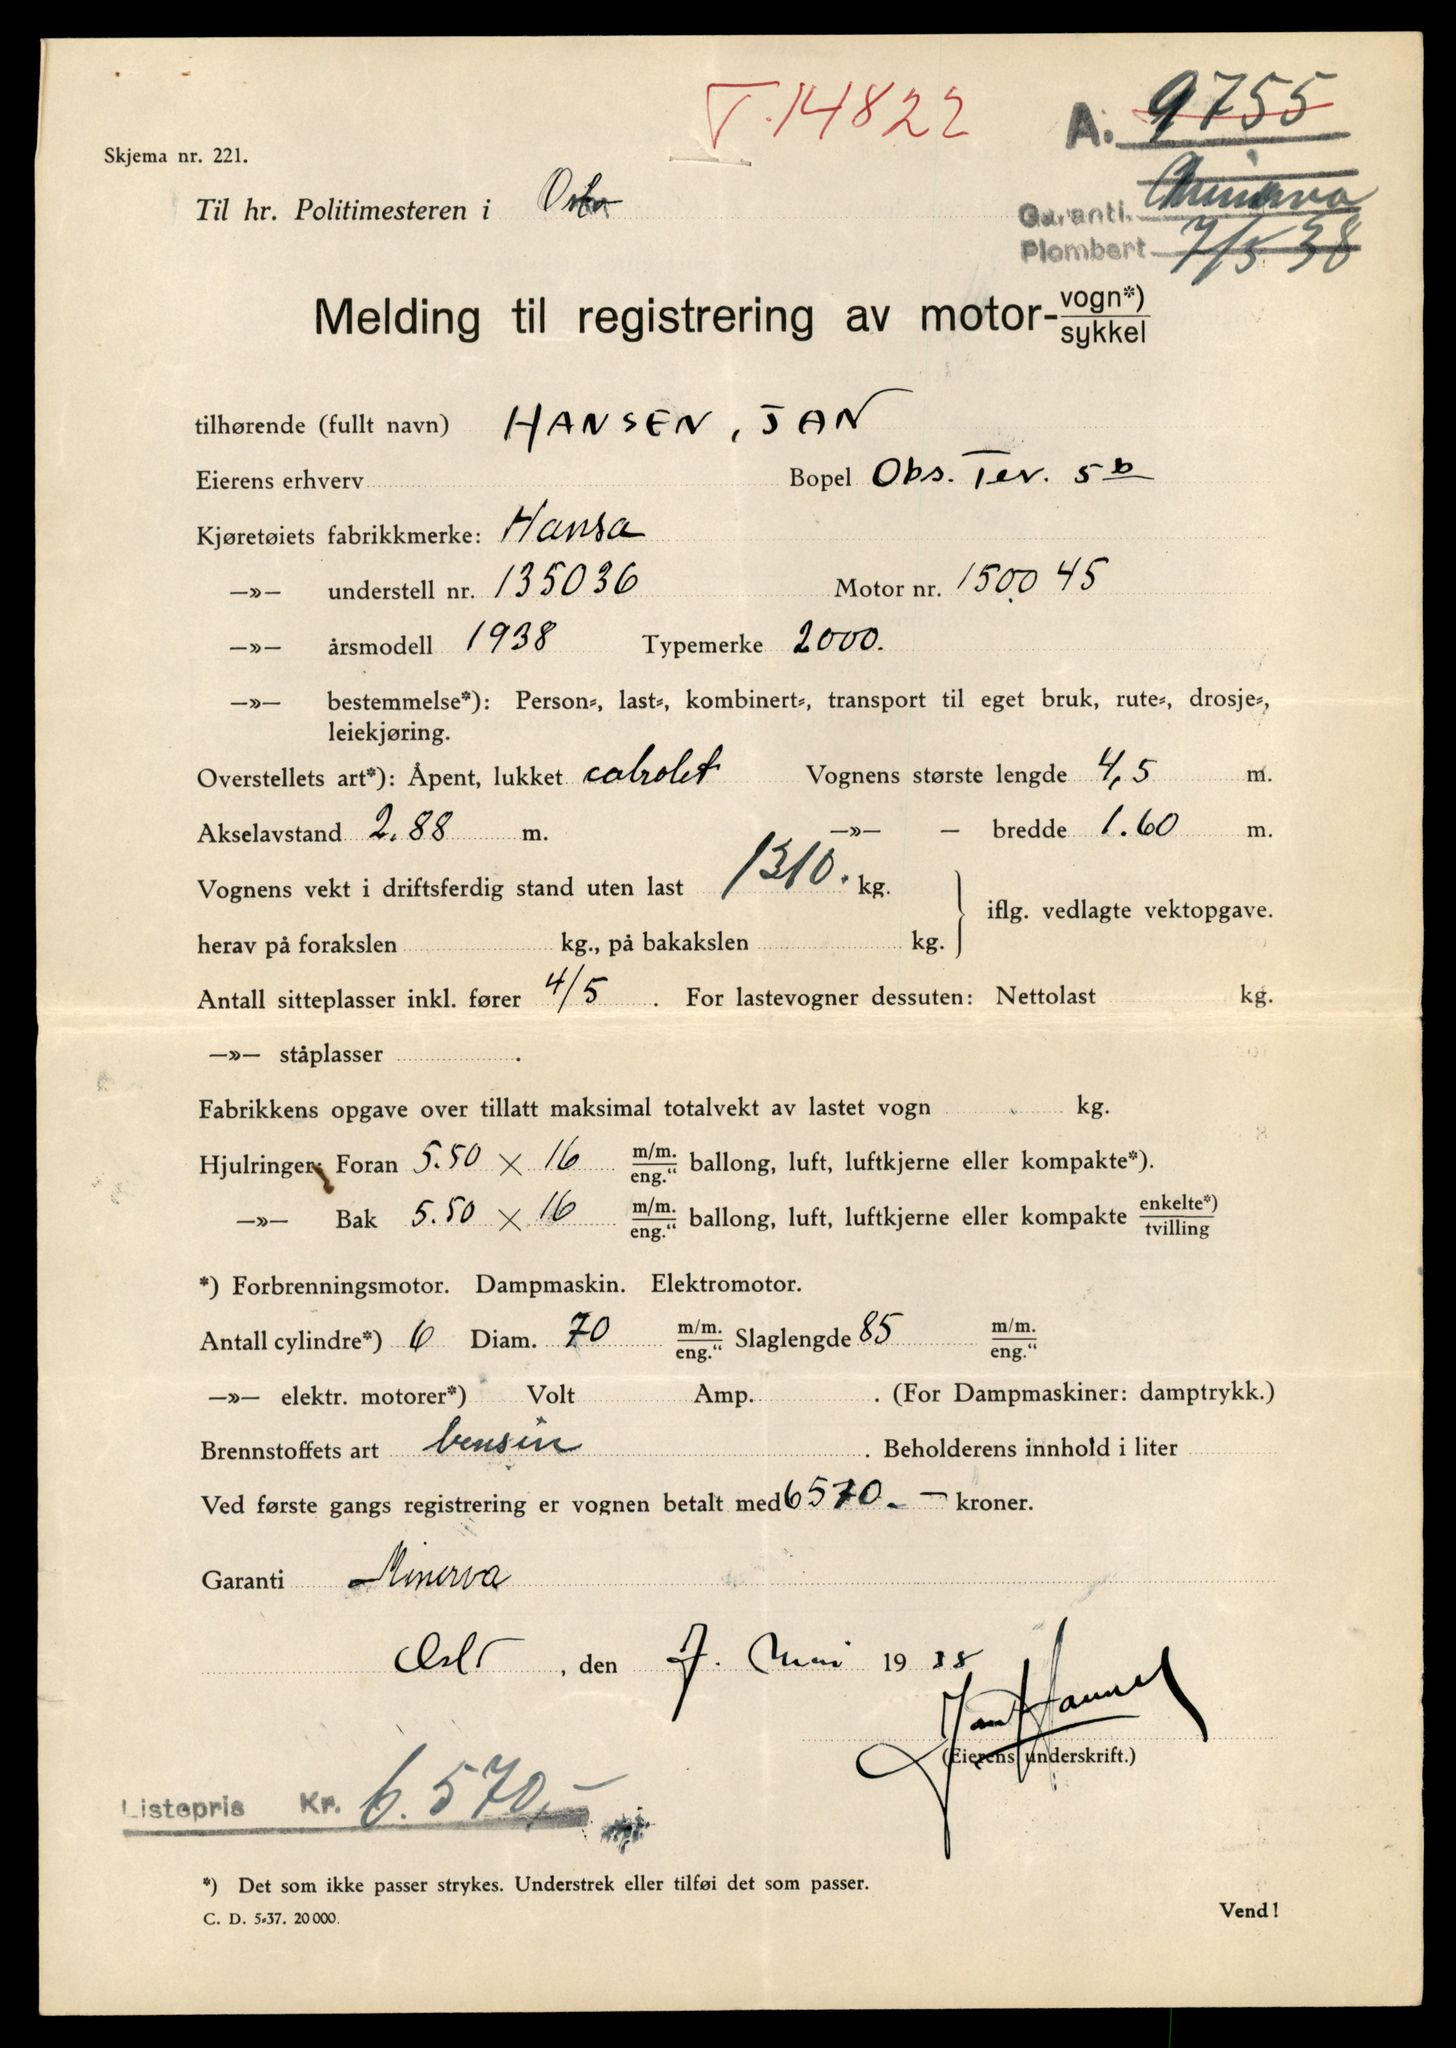 T. 14822
A. 9755
Skjema nr. 221.
Til hr. Politimesteren i Oslo
Garanti. Minerva
Plombert 7/5 38
Melding til registrering av motor-vogn*)/sykkel
tilhørende (fullt navn) HANSEN, JAN
Eierens erhverv Bopel Obs. Ter. 5b
Kjøretøiets fabrikkmerke: Hansa
—»— understell nr. 135036 Motor nr. 150045
—»— årsmodell 1938 Typemerke 2000.
—»— bestemmelse*): Person-, last-, kombinert-, transport til eget bruk, rute-, drosje-,
leiekjøring.
Overstellets art*): Åpent, lukket cabrolet Vognens største lengde 4,5 m.
Akselavstand 2.88 m. —»— — bredde 1.60 m.
Vognens vekt i driftsferdig stand uten last 1310. kg.
iflg. vedlagte vektopgave.
herav på forakslen kg., på bakakslen kg.
Antall sitteplasser inkl. fører 4/5 . For lastevogner dessuten: Nettolast kg.
—»— ståplasser .
Fabrikkens opgave over tillatt maksimal totalvekt av lastet vogn kg.
Hjulringer: Foran 5.50 × 16 m/m./eng.“ ballong, luft, luftkjerne eller kompakte*).
—»— Bak 5.50 × 16 m/m./eng.“ ballong, luft, luftkjerne eller kompakte enkelte*)/tvilling
*) Forbrenningsmotor. Dampmaskin. Elektromotor.
Antall cylindre*) 6 Diam. 70 m/m./eng.“ Slaglengde 85 m/m./eng.“
—»— elektr. motorer*) Volt Amp. . (For Dampmaskiner: damptrykk.)
Brennstoffets art bensin . Beholderens innhold i liter
Ved første gangs registrering er vognen betalt med 6570.— kroner.
Garanti Minerva
Oslo, den 7. Mai 1938
Jan Hansen
(Eierens underskrift.)
Listepris Kr. 6.570,—
*) Det som ikke passer strykes. Understrek eller tilføi det som passer.
C. D. 5-37. 20 000.
Vend!